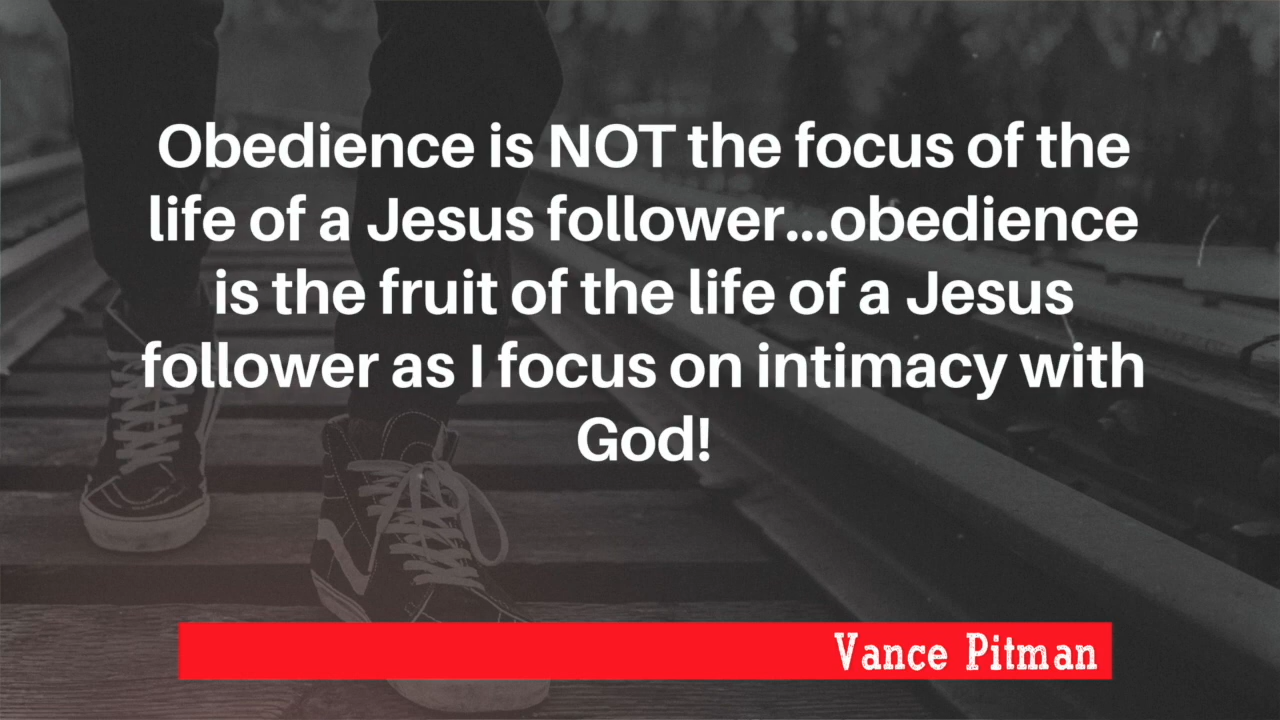 Obedience is NOT the focus of the
life of a Jesus follower...obedience
is the fruit of the life of a Jesus
follower as I focus on intimacy with
God!
Vance Pitman